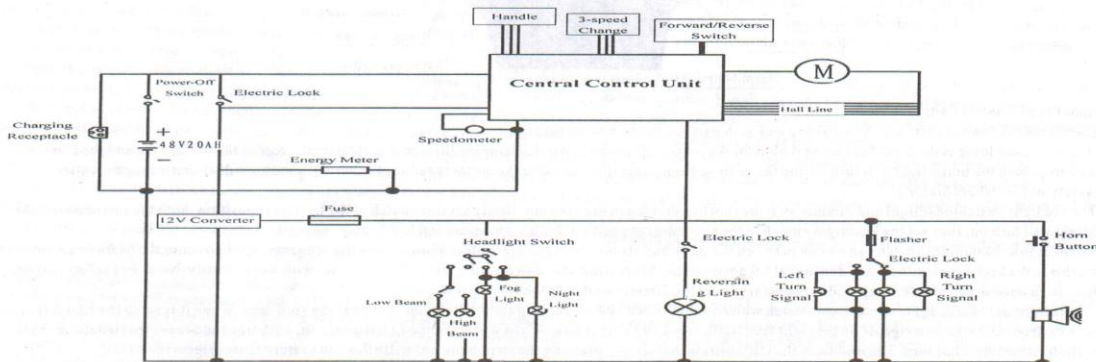 Handle
3-speed
Change
Forward/Reverse
Switch
M
Central Control Unit
Power-Off
Switch
Electric Lock
Hall Line
Charging
Receptacle
+
48V20AH
−
Speedometer
Energy Meter
12V Converter
Fuse
Headlight Switch
Electric Lock
Flasher
Electric Lock
Horn
Button
Low Beam
High
Beam
Fog
Light
Night
Light
Reversin
g Light
Left
Turn
Signal
Right
Turn
Signal